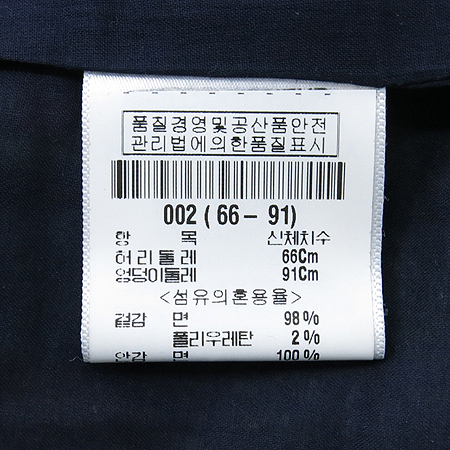 품질경영및공산품안전
관리법에의한품질표시
002 ( 66 – 91)
항 목 신체치수
허리둘레 66Cm
엉덩이둘레 91Cm
<섬유의혼용율>
겉감 면 98%
폴리우레탄 2%
안감 면 100%